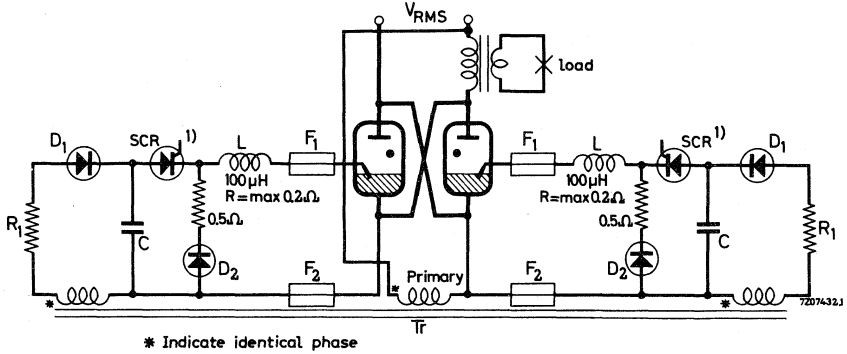 V_RMS
load
D₁
SCR 1)
L
F₁
F₁
L
SCR 1)
D₁
100µH
R=max 0.2Ω
100µH
R=max 0.2Ω
R₁
C
0.5Ω
0.5Ω
C
R₁
D₂
F₂
Primary
F₂
D₂
*
*
*
7Z07432.1
Tr
* Indicate identical phase